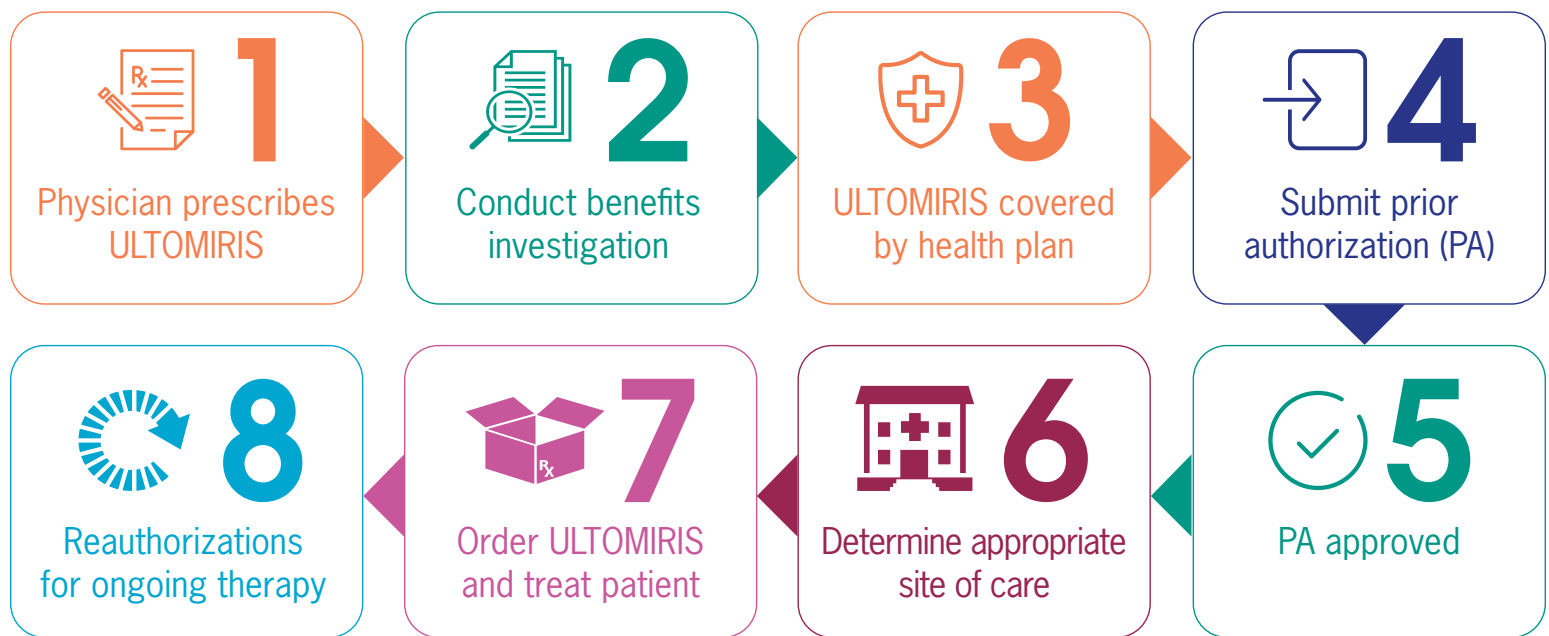 Rx
1
Physician prescribes
ULTOMIRIS
2
Conduct benefits
investigation
3
ULTOMIRIS covered
by health plan
4
Submit prior
authorization (PA)
5
PA approved
6
Determine appropriate
site of care
Rx
7
Order ULTOMIRIS
and treat patient
8
Reauthorizations
for ongoing therapy